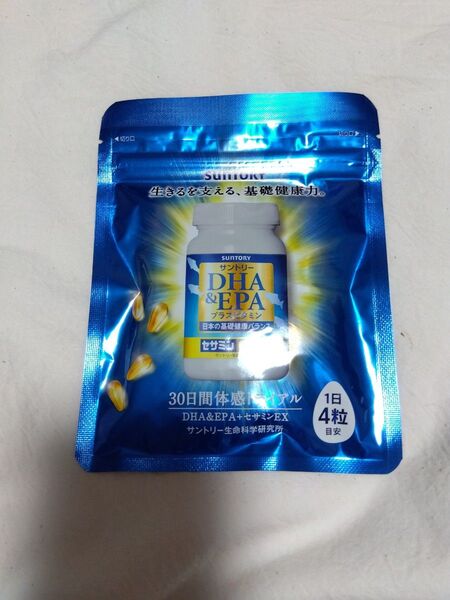 切り口
SUNTORY
生きるを支える、基礎健康力。
SUNTORY
サントリー
DHA
&EPA
プラスビタミン
日本の基礎健康バランス
セサミン
30日間体感トライアル
DHA&EPA+セサミンEX
サントリー生命科学研究所
1日
4粒
目安